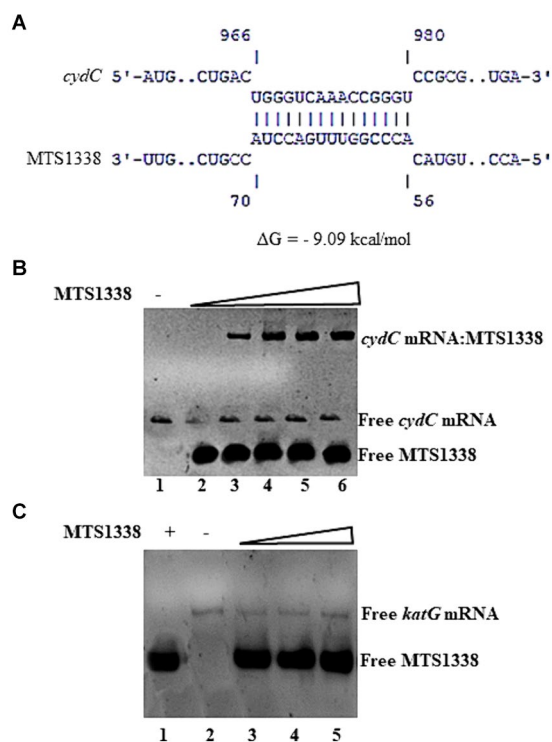 A
966 980
cydC 5'-AUG..CUGAC CCGCG..UGA-3'
UGGGUCAAACCGGGU
AUCCAGUUUGGCCCA
MTS1338 3'-UUG..CUGCC CAUGU..CCA-5'
70 56
ΔG = - 9.09 kcal/mol
B
MTS1338 -
cydC mRNA:MTS1338
Free cydC mRNA
Free MTS1338
1 2 3 4 5 6
C
MTS1338 + -
Free katG mRNA
Free MTS1338
1 2 3 4 5